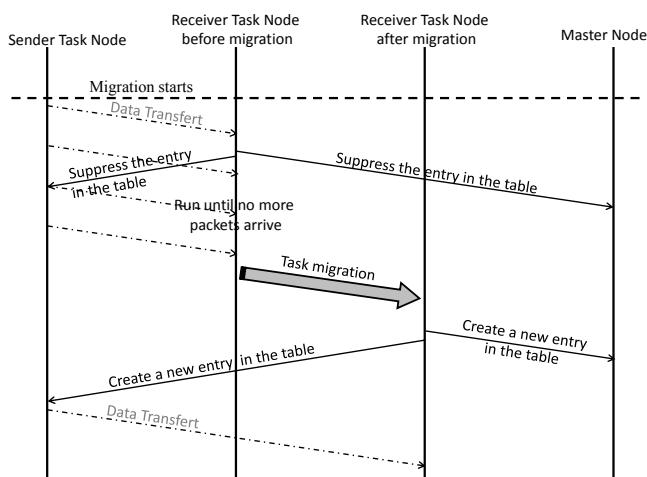 Sender Task Node
Receiver Task Node
before migration
Receiver Task Node
after migration
Master Node
Migration starts
Data Transfert
Suppress the entry
in the table
Suppress the entry in the table
Run until no more
packets arrive
Task migration
Create a new entry
in the table
Create a new entry in the table
Data Transfert